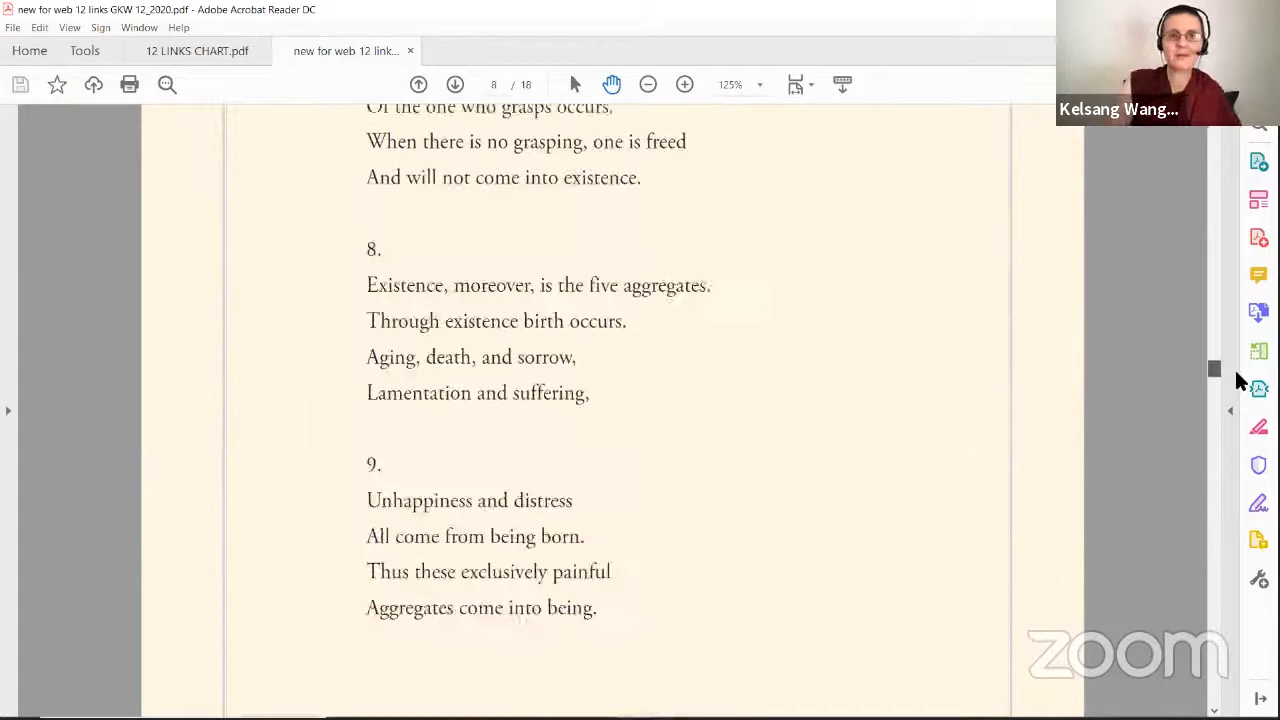 new for web 12 links GKW 12_2020.pdf - Adobe Acrobat Reader DC
File Edit View Sign Window Help
Home Tools 12 LINKS CHART.pdf new for web 12 link... ×
8 / 18 125%
Kelsang Wang...
Of the one who grasps occurs.
When there is no grasping, one is freed
And will not come into existence.
8.
Existence, moreover, is the five aggregates.
Through existence birth occurs.
Aging, death, and sorrow,
Lamentation and suffering,
9.
Unhappiness and distress
All come from being born.
Thus these exclusively painful
Aggregates come into being.
zoom